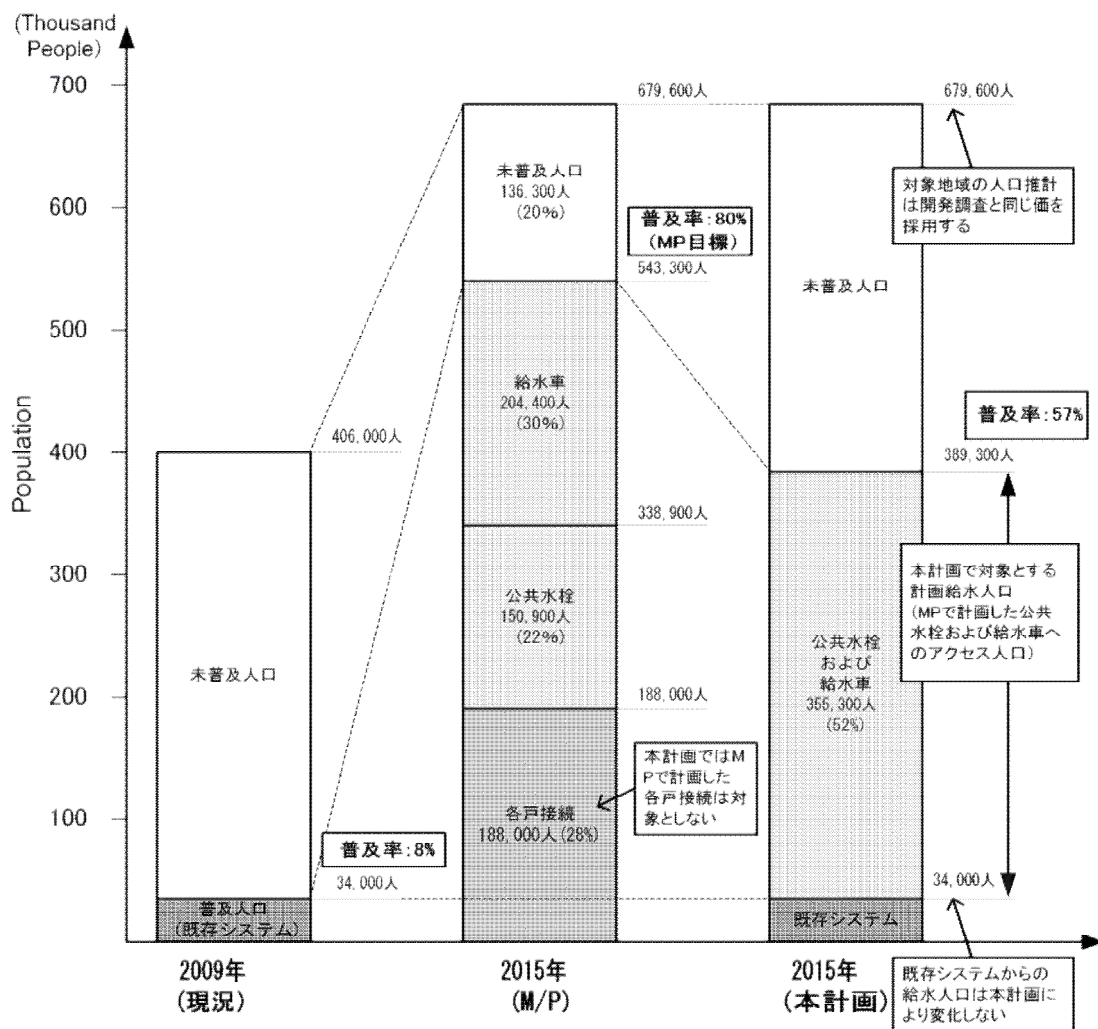 (Thousand
People)
700
600
500
400
300
200
100
Population
406,000人
未普及人口
普及率:8%
34,000人
普及人口
(既存システム)
2009年
(現況)
679,600人
未普及人口
136,300人
(20%)
普及率:80%
(MP目標)
543,300人
給水車
204,400人
(30%)
338,900人
公共水栓
150,900人
(22%)
188,000人
各戸接続
188,000人(28%)
本計画ではM
Pで計画した
各戸接続は対
象としない
2015年
(M/P)
679,600人
対象地域の人口推計
は開発調査と同じ価を
採用する
未普及人口
普及率:57%
389,300人
本計画で対象とする
計画給水人口
(MPで計画した公共
水栓および給水車へ
のアクセス人口)
公共水栓
および
給水車
355,300人
(52%)
34,000人
既存システム
既存システムからの
給水人口は本計画に
より変化しない
2015年
(本計画)